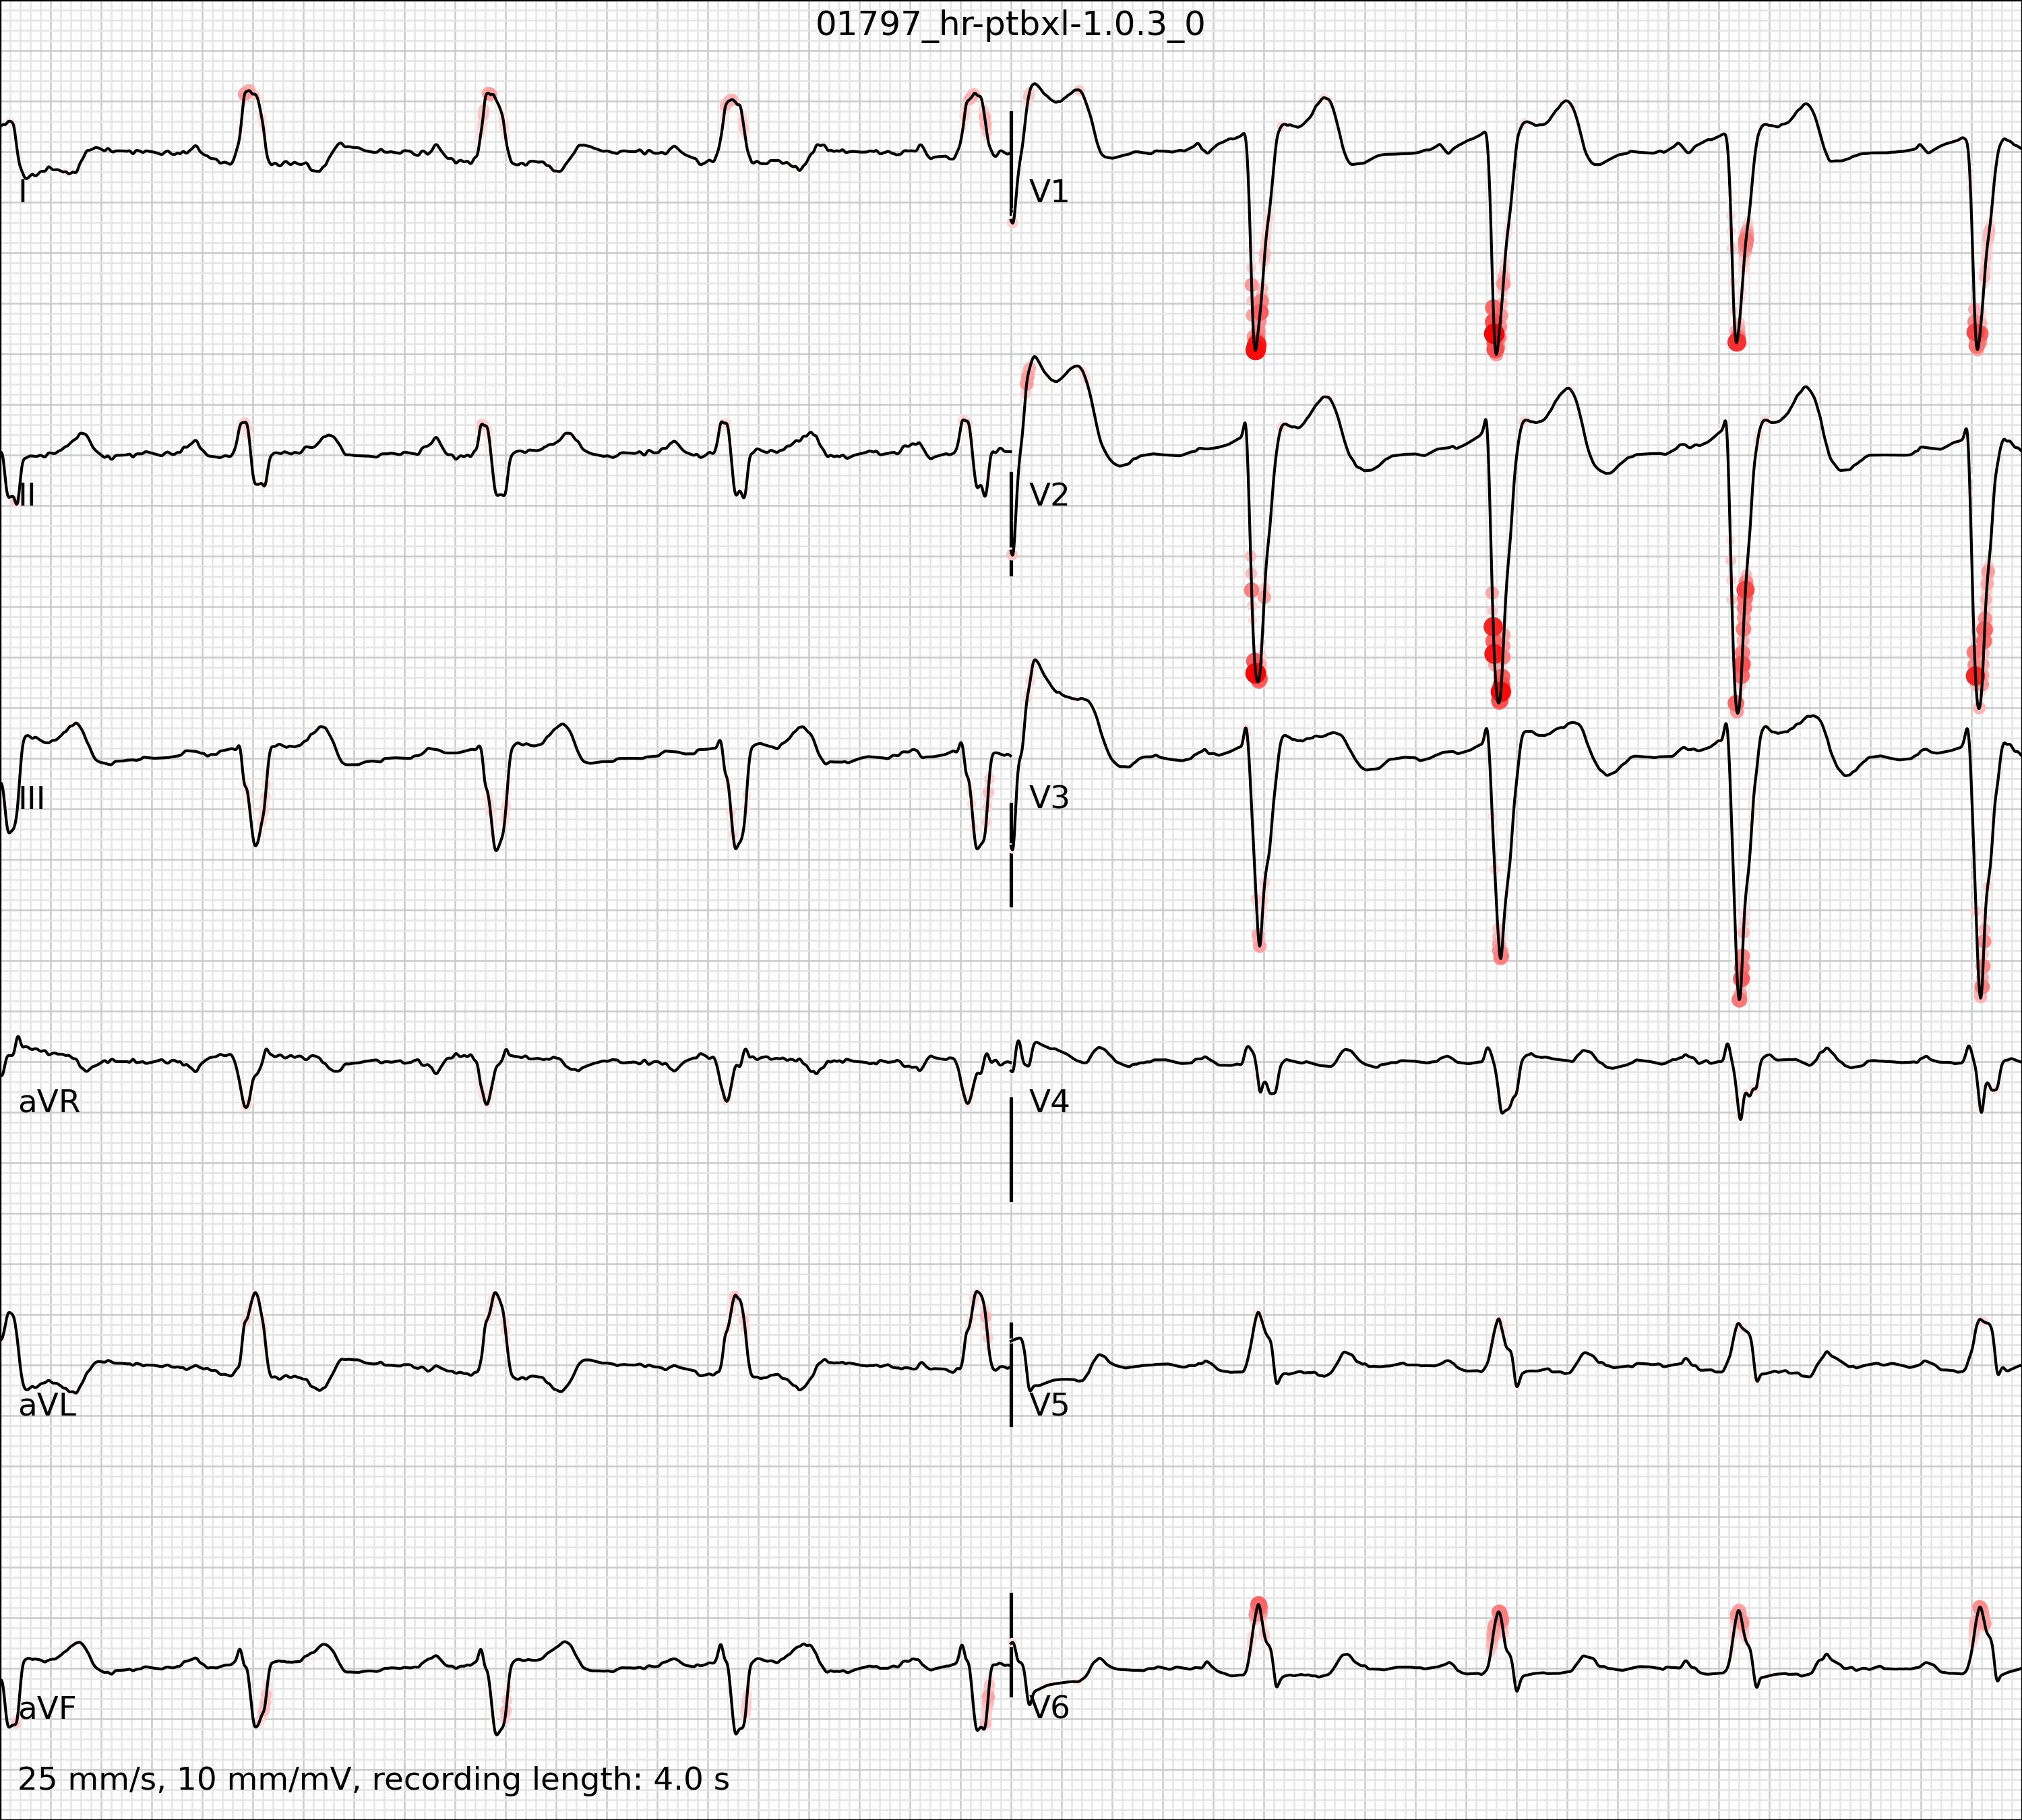 01797_hr-ptbxl-1.0.3_0
I
V1
II
V2
III
V3
aVR
V4
aVL
V5
aVF
V6
25 mm/s, 10 mm/mV, recording length: 4.0 s